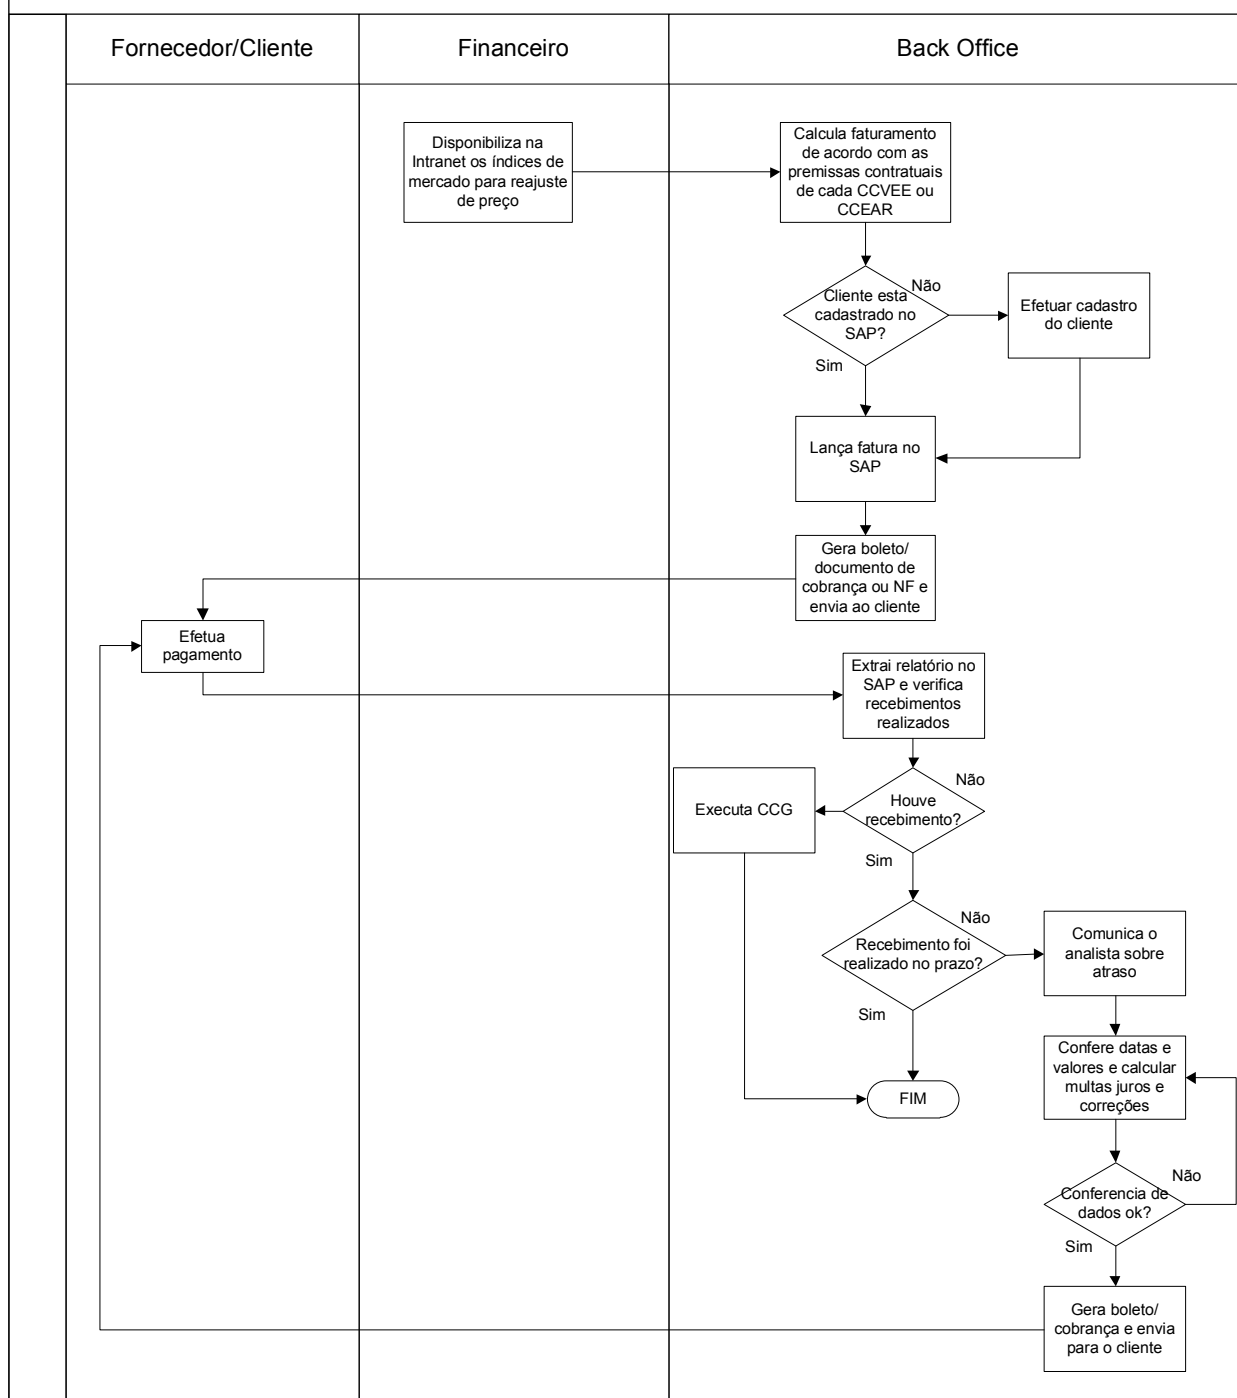 Fornecedor/Cliente
Financeiro
Back Office
Disponibiliza na
Intranet os índices de
mercado para reajuste
de preço
Calcula faturamento
de acordo com as
premissas contratuais
de cada CCVEE ou
CCEAR
Cliente esta
cadastrado no
SAP?
Não
Sim
Efetuar cadastro
do cliente
Lança fatura no
SAP
Gera boleto/
documento de
cobrança ou NF e
envia ao cliente
Efetua
pagamento
Extrai relatório no
SAP e verifica
recebimentos
realizados
Houve
recebimento?
Não
Sim
Executa CCG
Recebimento foi
realizado no prazo?
Não
Sim
Comunica o
analista sobre
atraso
Confere datas e
valores e calcular
multas juros e
correções
FIM
Conferencia de
dados ok?
Não
Sim
Gera boleto/
cobrança e envia
para o cliente